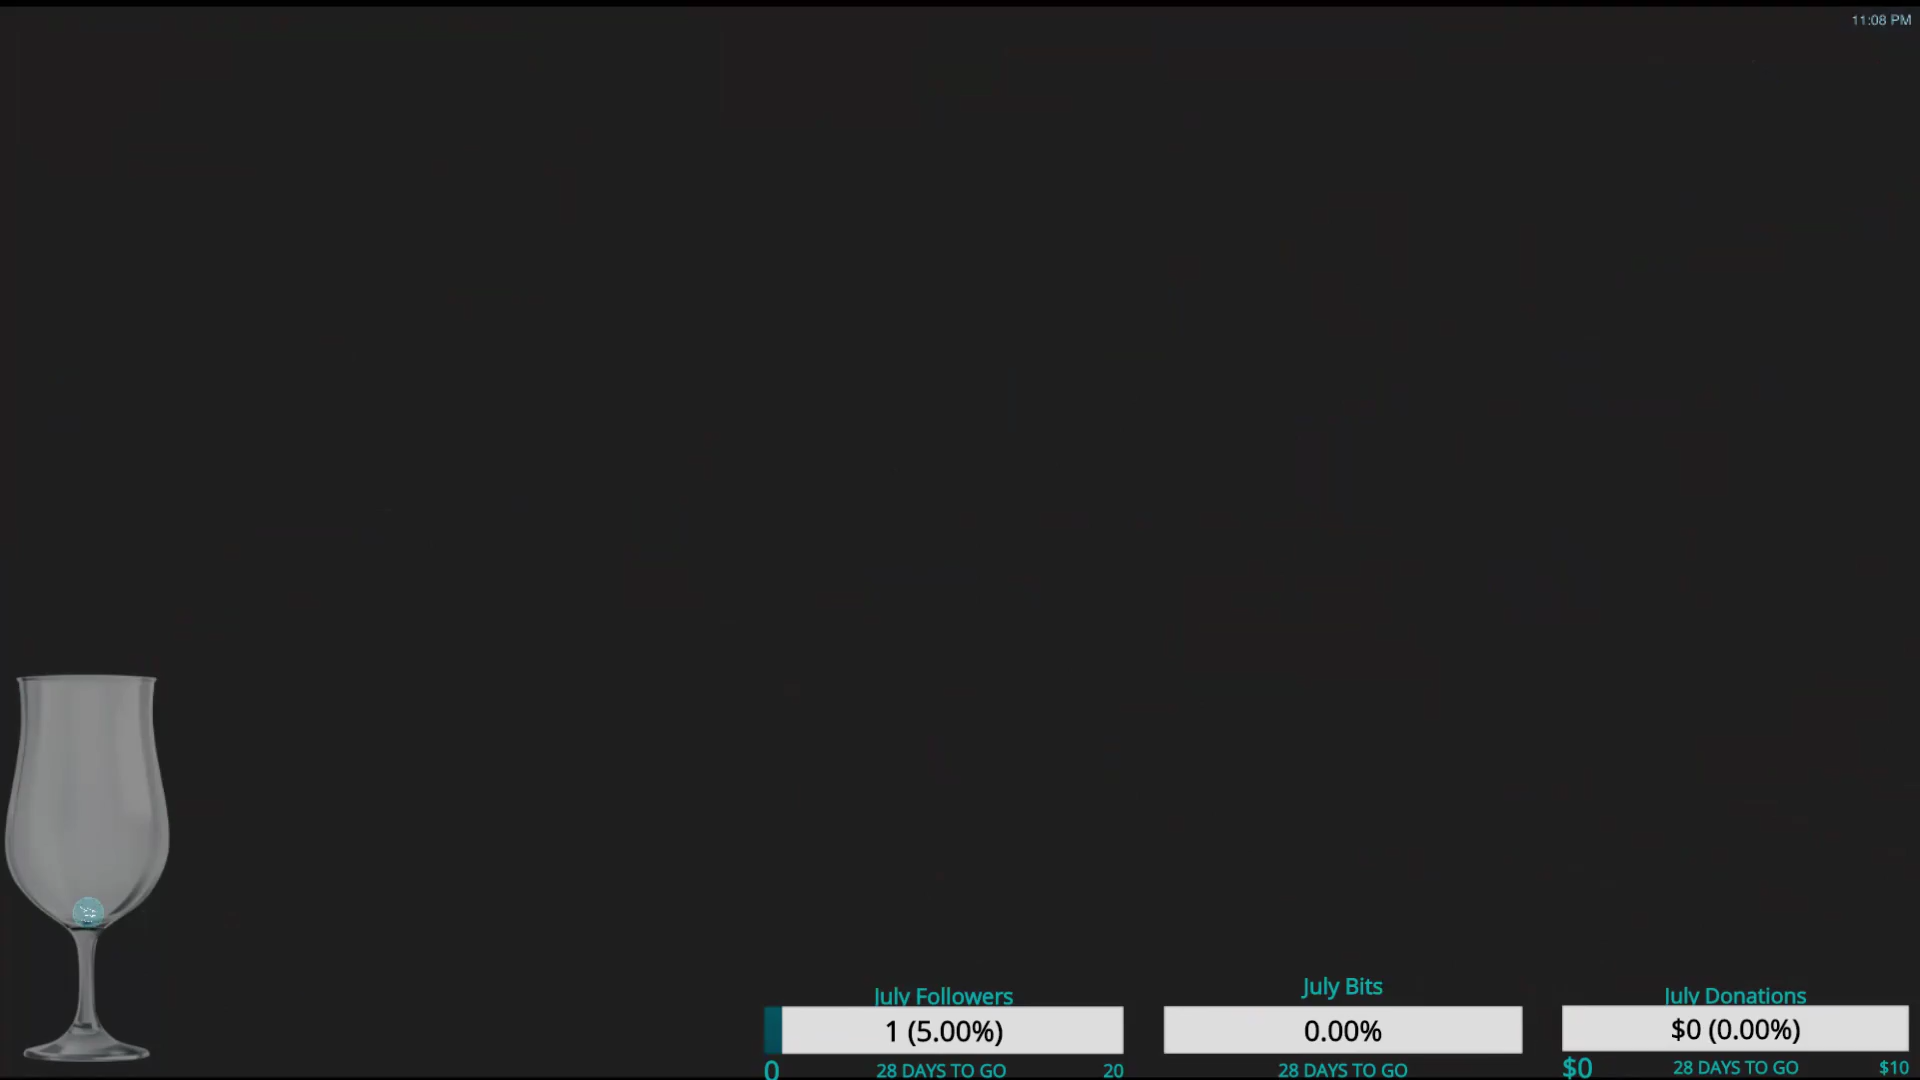 11:08 PM
July Followers
1 (5.00%)
0 28 DAYS TO GO 20
July Bits
0.00%
28 DAYS TO GO
July Donations
$0 (0.00%)
$0 28 DAYS TO GO $10